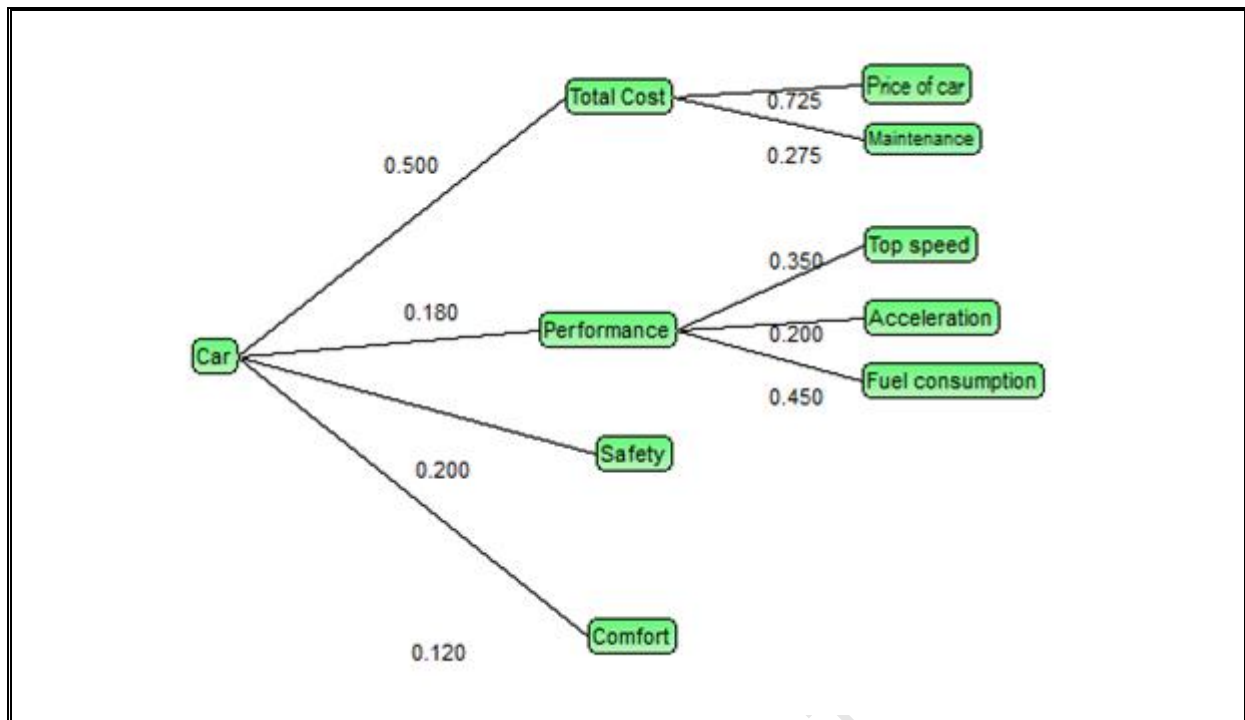 Price of car
Total Cost
0.725
Maintenance
0.275
0.500
Top speed
0.350
0.180
Acceleration
Performance
0.200
Car
Fuel consumption
0.450
Safety
0.200
Comfort
0.120